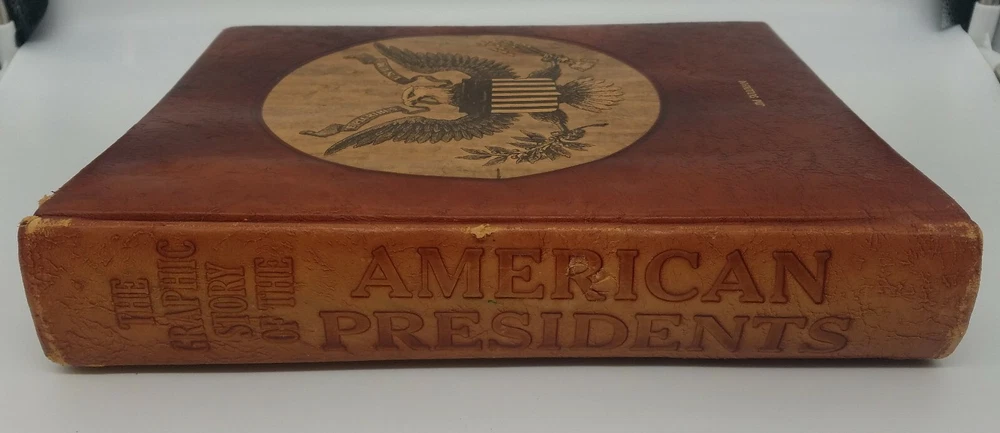 THE
GRAPHIC
STORY
OF THE
AMERICAN
PRESIDENTS